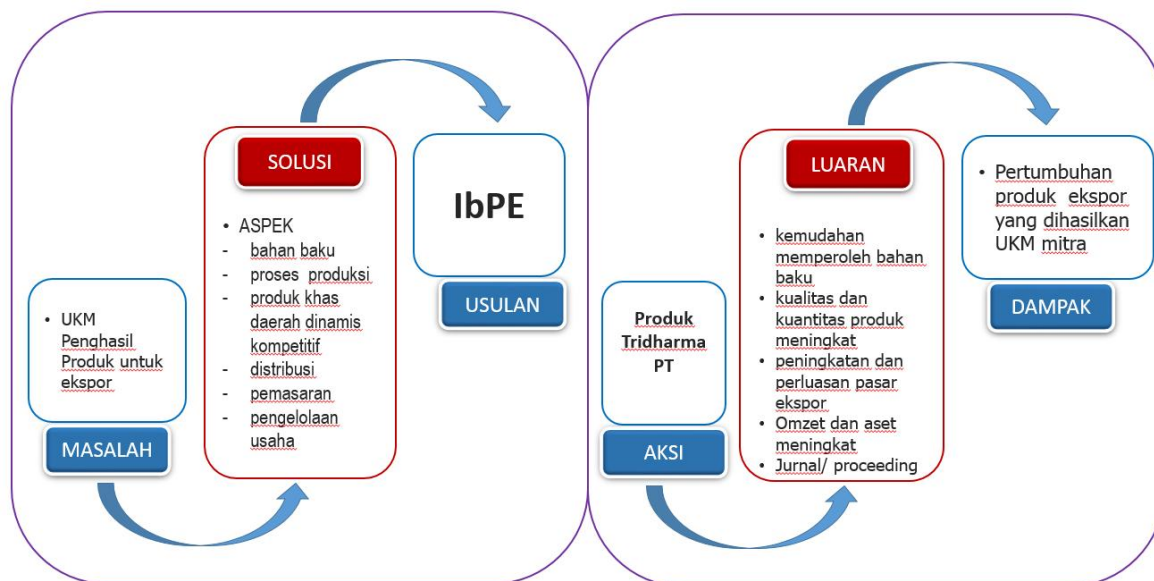 • UKM
Penghasil
Produk untuk
ekspor
MASALAH
SOLUSI
• ASPEK
- bahan baku
- proses produksi
- produk khas
daerah dinamis
kompetitif
- distribusi
- pemasaran
- pengelolaan
usaha
IbPE
USULAN
Produk
Tridharma
PT
AKSI
LUARAN
• kemudahan
memperoleh bahan
baku
• kualitas dan
kuantitas produk
meningkat
• peningkatan dan
perluasan pasar
ekspor
• Omzet dan aset
meningkat
• Jurnal/ proceeding
• Pertumbuhan
produk ekspor
yang dihasilkan
UKM mitra
DAMPAK